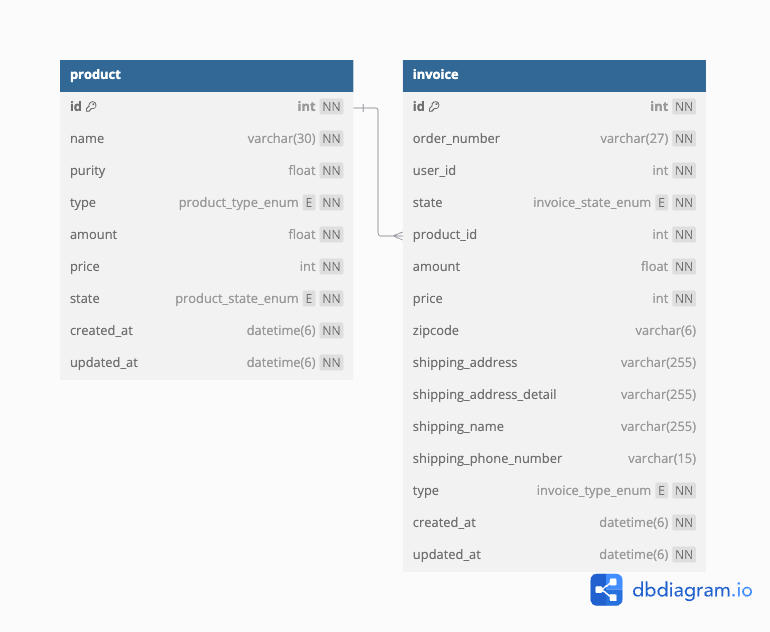 product
id int NN
name varchar(30) NN
purity float NN
type product_type_enum E NN
amount float NN
price int NN
state product_state_enum E NN
created_at datetime(6) NN
updated_at datetime(6) NN
invoice
id int NN
order_number varchar(27) NN
user_id int NN
state invoice_state_enum E NN
product_id int NN
amount float NN
price int NN
zipcode varchar(6)
shipping_address varchar(255)
shipping_address_detail varchar(255)
shipping_name varchar(255)
shipping_phone_number varchar(15)
type invoice_type_enum E NN
created_at datetime(6) NN
updated_at datetime(6) NN
dbdiagram.io